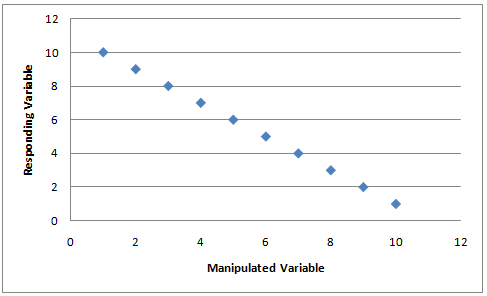 12
10
8
6
4
2
0
Responding Variable
0 2 4 6 8 10 12
Manipulated Variable